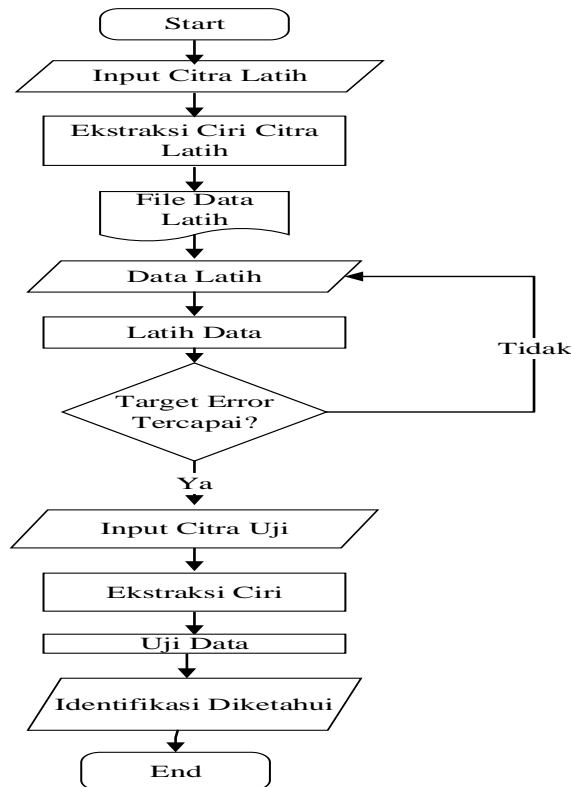 Start
Input Citra Latih
Ekstraksi Ciri Citra
Latih
File Data
Latih
Data Latih
Latih Data
Tidak
Target Error
Tercapai?
Ya
Input Citra Uji
Ekstraksi Ciri
Uji Data
Identifikasi Diketahui
End